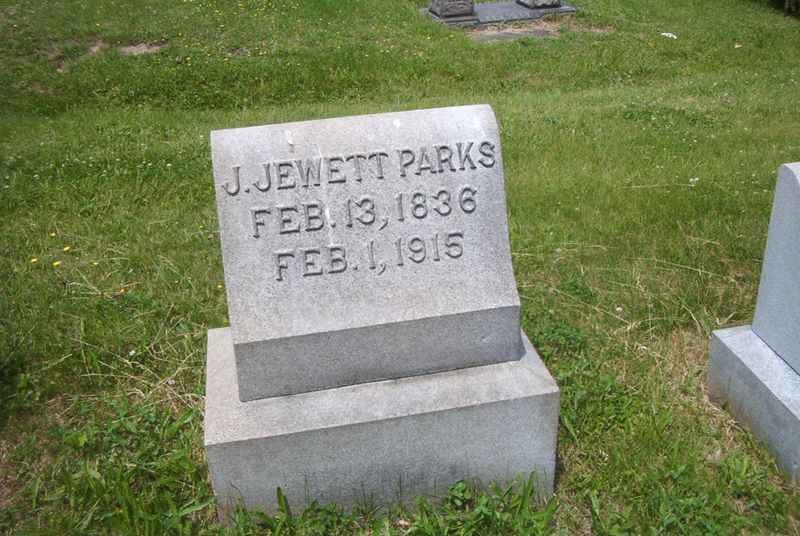 J. JEWETT PARKS
FEB. 13, 1836
FEB. 1, 1915